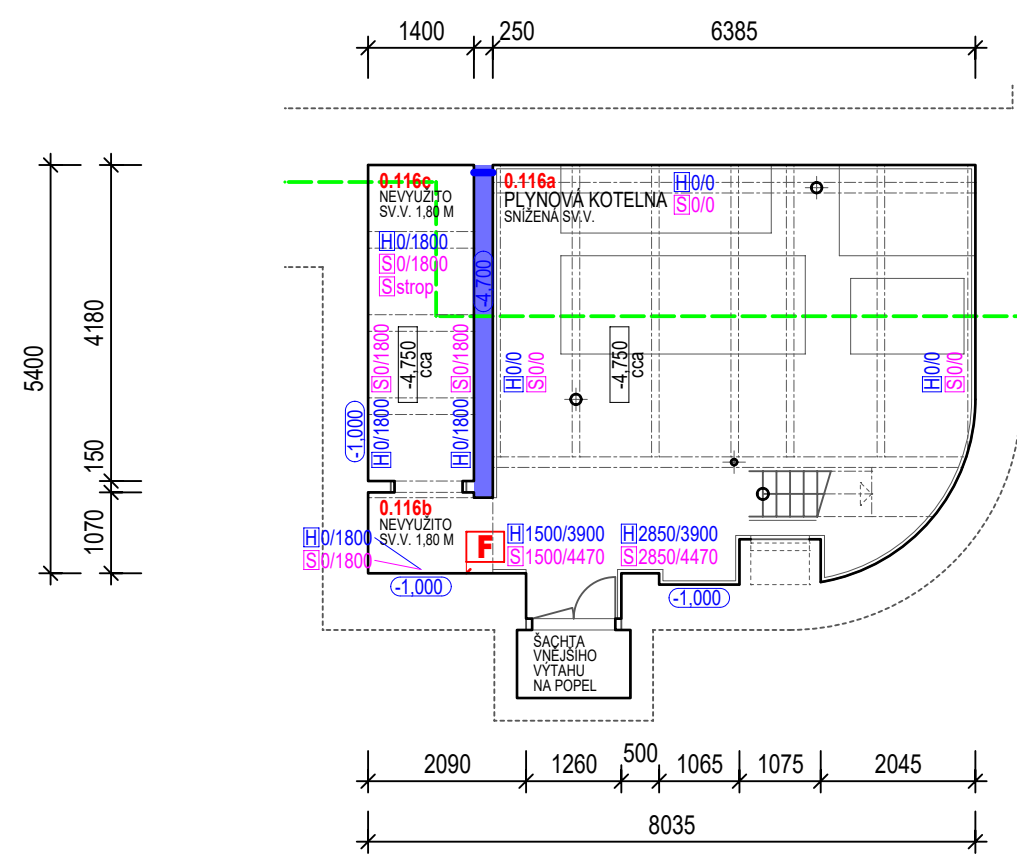 1400
250
6385
5400
4180
150
1070
0.116c
NEVYUŽITO
SV.V. 1,80 M
H0/1800
S0/1800
Sstrop
S0/1800
-4,750
cca
S0/1800
-1,000
H0/1800
H0/1800
-4,700
0.116a
PLYNOVÁ KOTELNA
SNÍŽENÁ SV.V.
H0/0
S0/0
H0/0
S0/0
-4,750
cca
H0/0
S0/0
0.116b
NEVYUŽITO
SV.V. 1,80 M
H0/1800
S0/1800
-1,000
F
H1500/3900
S1500/4470
H2850/3900
S2850/4470
-1,000
ŠACHTA
VNĚJŠÍHO
VÝTAHU
NA POPEL
2090
1260
500
1065
1075
2045
8035